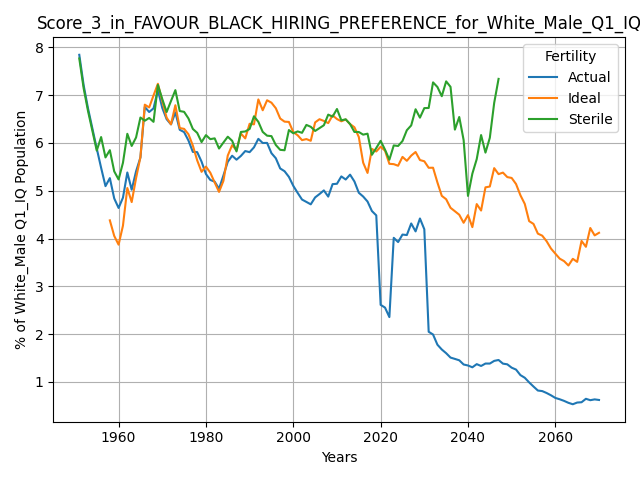 Score_3_in_FAVOUR_BLACK_HIRING_PREFERENCE_for_White_Male_Q1_IQ
Fertility
Actual
Ideal
Sterile
% of White_Male Q1_IQ Population
8
7
6
5
4
3
2
1
1960 1980 2000 2020 2040 2060
Years